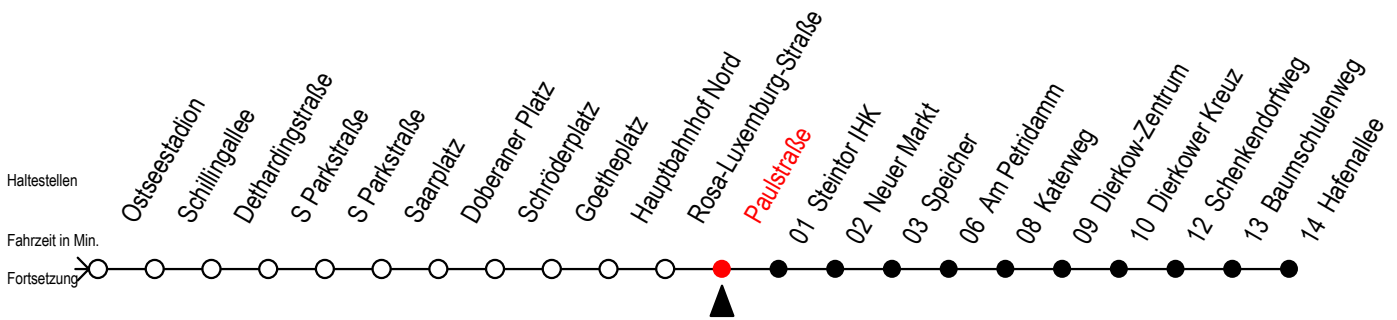 Haltestellen
Fahrzeit in Min.
Fortsetzung
Ostseestadion
Schillingallee
Dethardingstraße
S Parkstraße
S Parkstraße
Saarplatz
Doberaner Platz
Schröderplatz
Goetheplatz
Hauptbahnhof Nord
Rosa-Luxemburg-Straße
Paulstraße
01 Steintor IHK
02 Neuer Markt
03 Speicher
06 Am Petridamm
08 Katenweg
09 Dierkow-Zentrum
10 Dierkower Kreuz
12 Schenkendorfweg
13 Baumschulenweg
14 Hafenallee